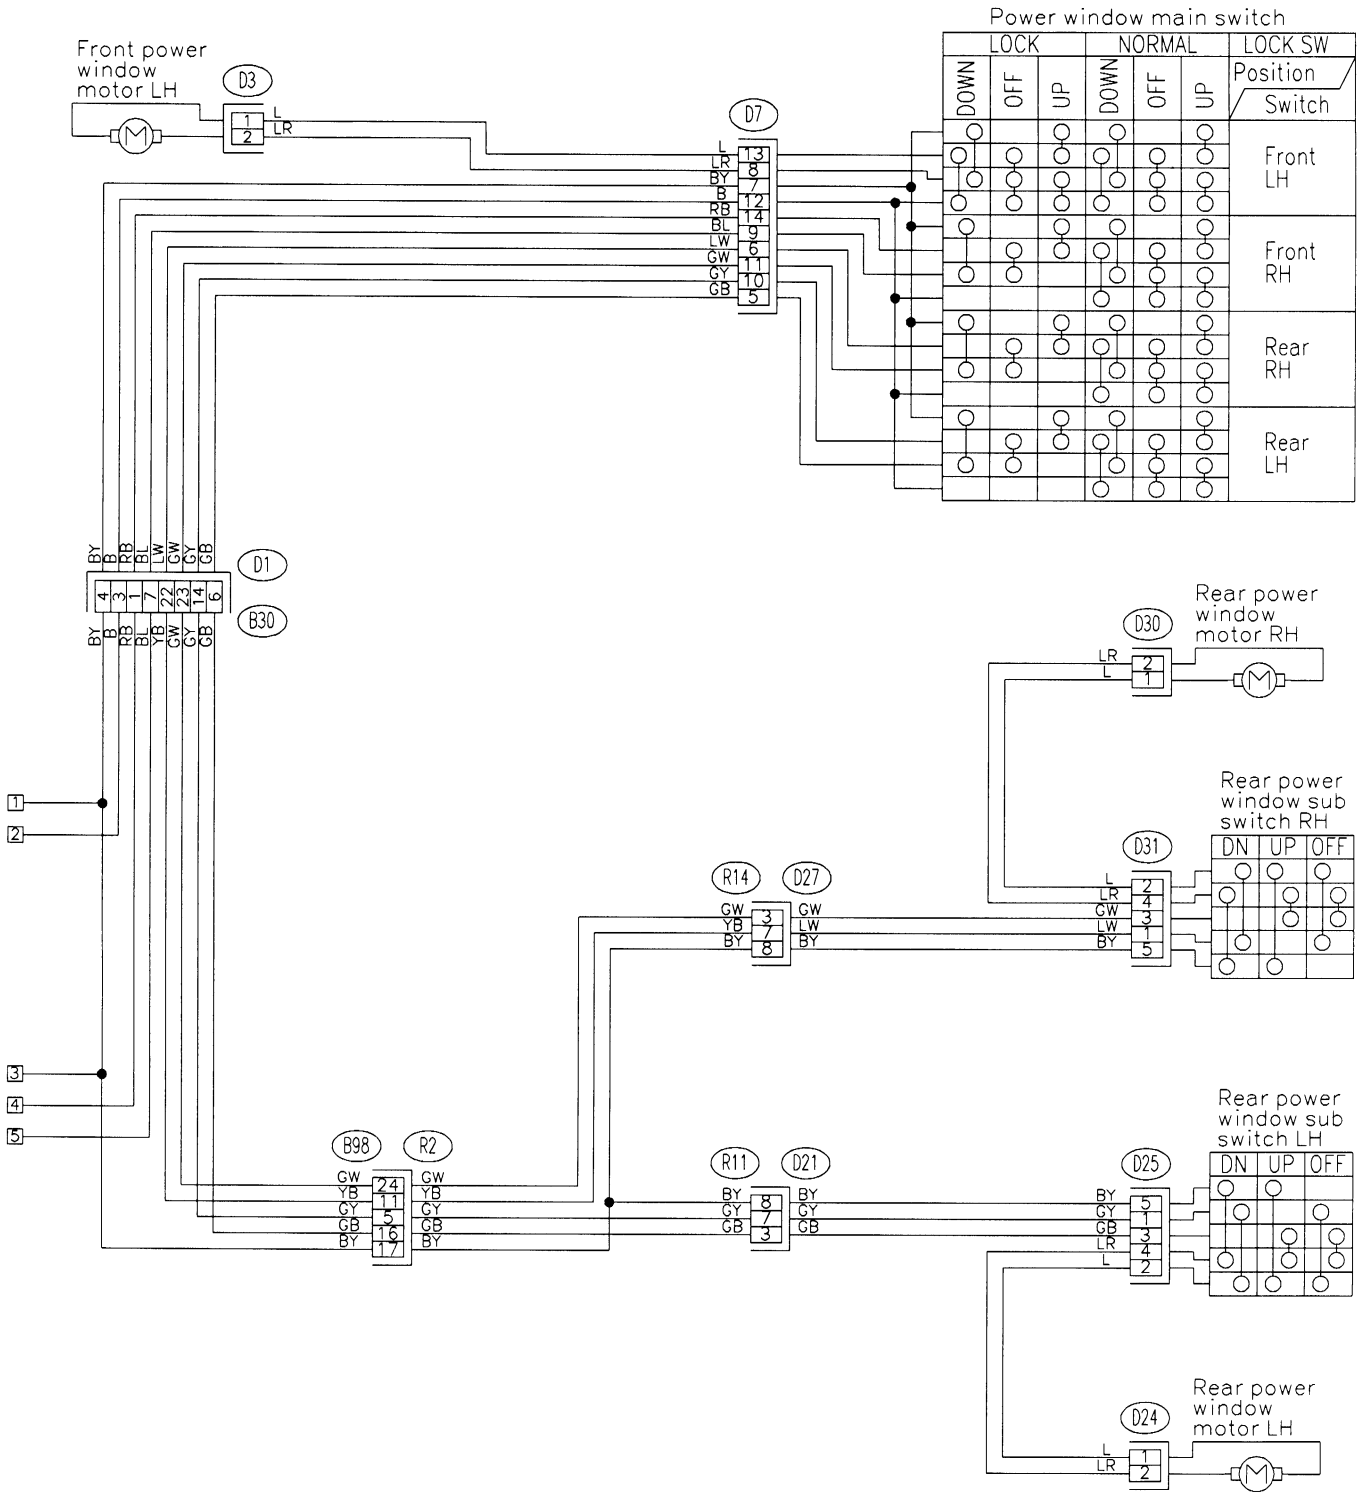 Power window main switch
LOCK NORMAL LOCK SW
DOWN OFF UP DOWN OFF UP Position
Switch
Front
LH
Front
RH
Rear
RH
Rear
LH
Front power
window
motor LH
D3
1 L
2 LR
D7
L 13
LR 8
BY 7
B 12
RB 14
BL 9
LW 6
GW 11
GY 10
GB 5
BY B RB BL LW GW GY GB
D1
4 3 1 7 22 23 14 6
B30
BY B RB BL YB GW GY GB
Rear power
window
motor RH
D30
LR 2
L 1
1
2
Rear power
window sub
switch RH
DN UP OFF
D31
L 2
LR 4
GW 3
LW 1
BY 5
R14 D27
GW 3 GW
YB 7 LW
BY 8 BY
3
4
5
B98 R2
GW 24 GW
YB 11 YB
GY 5 GY
GB 16 GB
BY 17 BY
R11 D21
BY 8 BY
GY 7 GY
GB 3 GB
Rear power
window sub
switch LH
DN UP OFF
D25
BY 5
GY 1
GB 3
LR 4
L 2
Rear power
window
motor LH
D24
L 1
LR 2
M
M
M